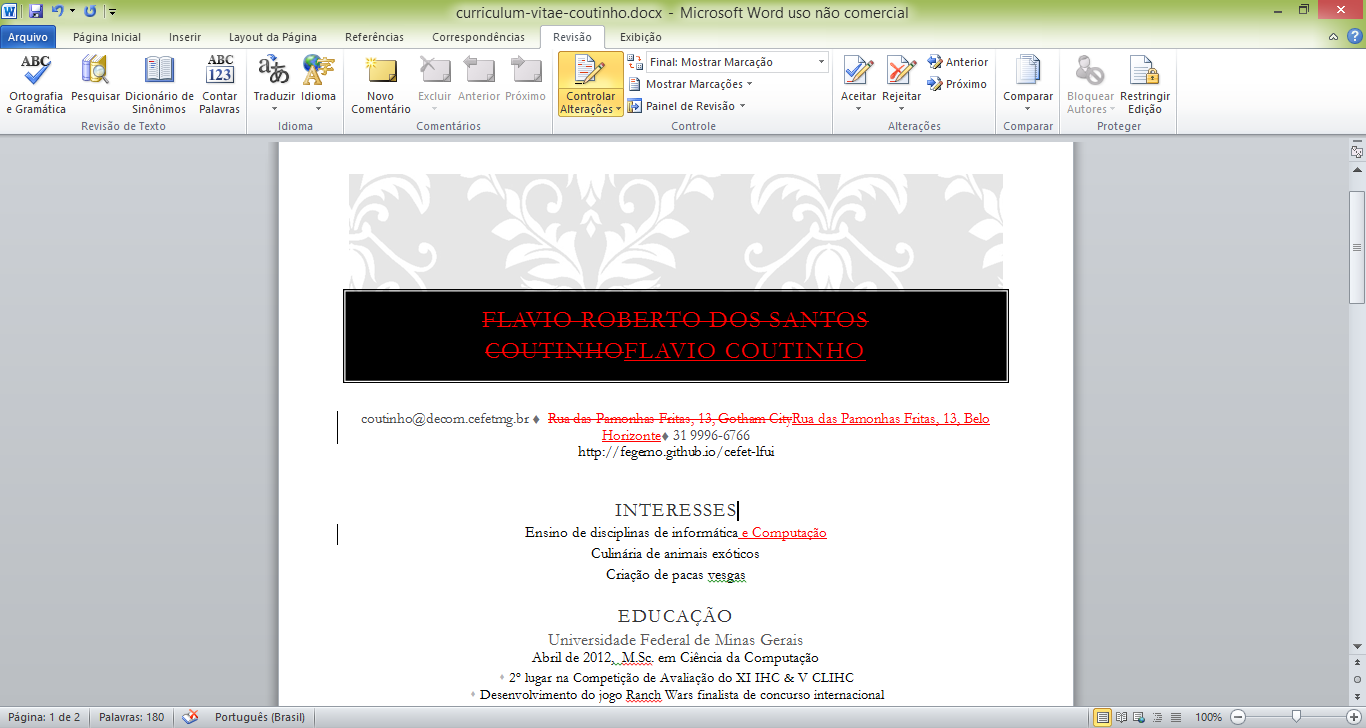 curriculum-vitae-coutinho.docx - Microsoft Word uso não comercial
Arquivo Página Inicial Inserir Layout da Página Referências Correspondências Revisão Exibição
ABC Ortografia e Gramática
Pesquisar
Dicionário de Sinônimos
ABC 123 Contar Palavras
Revisão de Texto
Traduzir
Idioma
Idioma
Novo Comentário
Excluir
Anterior
Próximo
Comentários
Controlar Alterações
Final: Mostrar Marcação
Mostrar Marcações
Painel de Revisão
Controle
Aceitar
Rejeitar
Anterior
Próximo
Alterações
Comparar
Comparar
Bloquear Autores
Restringir Edição
Proteger
FLAVIO ROBERTO DOS SANTOS
COUTINHOFLAVIO COUTINHO
coutinho@decom.cefetmg.br ♦ Rua das Pamonhas Fritas, 13, Gotham CityRua das Pamonhas Fritas, 13, Belo
Horizonte♦ 31 9996-6766
http://fegemo.github.io/cefet-lfui
INTERESSES
Ensino de disciplinas de informática e Computação
Culinária de animais exóticos
Criação de pacas vesgas
EDUCAÇÃO
Universidade Federal de Minas Gerais
Abril de 2012, M.Sc. em Ciência da Computação
♦ 2º lugar na Competição de Avaliação do XI IHC & V CLIHC
♦ Desenvolvimento do jogo Ranch Wars finalista de concurso internacional
Página: 1 de 2 Palavras: 180 Português (Brasil) 100%